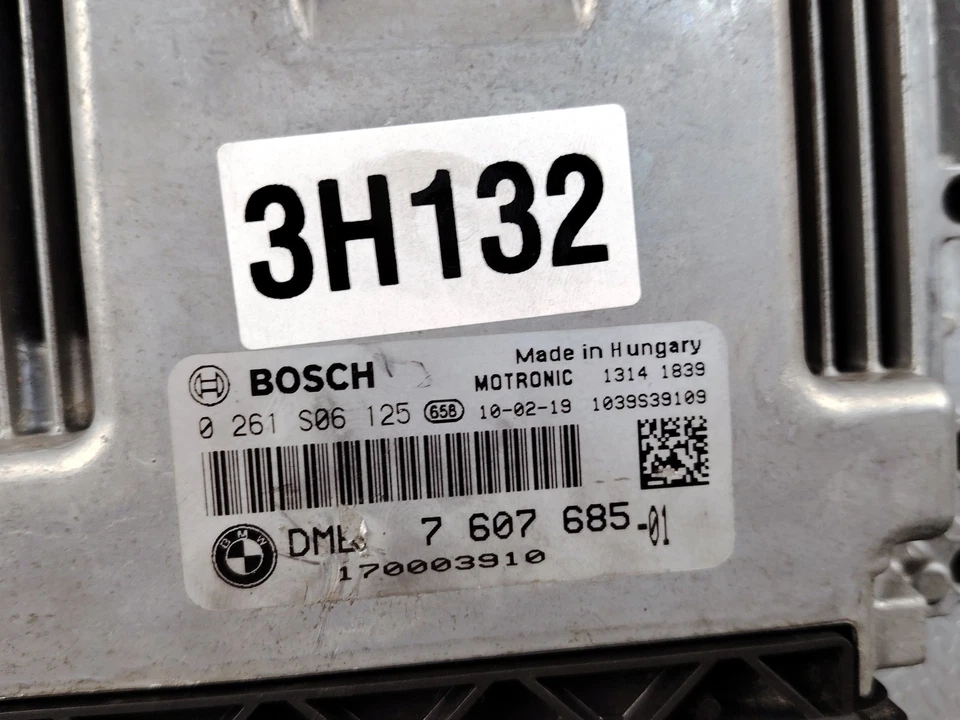 3H132
BOSCH
Made in Hungary
MOTRONIC 1314 1839
0 261 S06 125 658 10-02-19 1039S39109
BMW
7 607 685-01
170003910